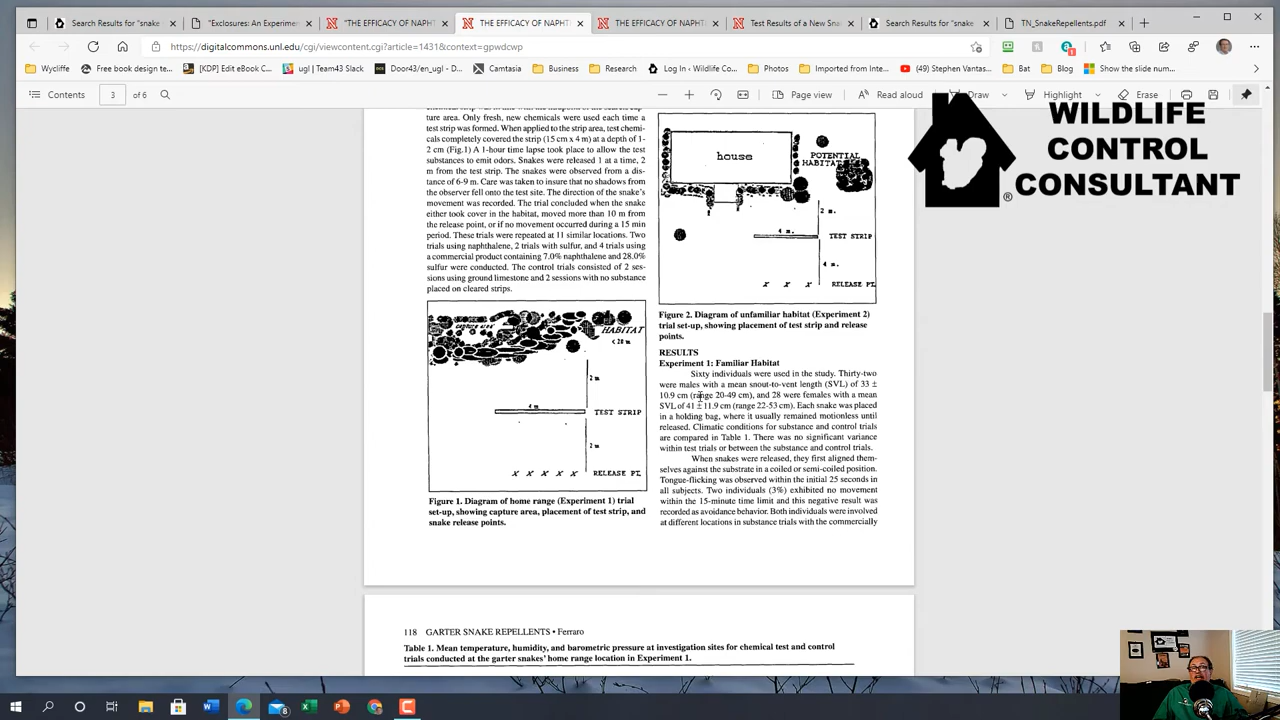 Search Results for "snake
"Exclosures: An Experimen
"THE EFFICACY OF NAPHT
THE EFFICACY OF NAPHT
THE EFFICACY OF NAPHT
Test Results of a New Snak
Search Results for "snake
TN_SnakeRepellents.pdf
https://digitalcommons.unl.edu/cgi/viewcontent.cgi?article=1431&context=gpwdcwp
Wycliffe
Free book design te...
[KDP] Edit eBook C...
ugl | Team43 Slack
Door43/en_ugl) - D...
Camtasia
Business
Research
Log In ‹ Wildlife Co...
Photos
Imported from Inte...
(49) Stephen Vantas...
Bat
Blog
Show the slide num...
Contents
3 of 6
Page view
Read aloud
Draw
Highlight
Erase
WILDLIFE
CONTROL
CONSULTANT
®
ture area. Only fresh, new chemicals were used each time a
test strip was formed. When applied to the strip area, test chemi-
cals completely covered the strip (15 cm x 4 m) at a depth of 1-
2 cm (Fig.1) A 1-hour time lapse took place to allow the test
substances to emit odors. Snakes were released 1 at a time, 2
m from the test strip. The snakes were observed from a dis-
tance of 6-9 m. Care was taken to insure that no shadows from
the observer fell onto the test site. The direction of the snake's
movement was recorded. The trial concluded when the snake
either took cover in the habitat, moved more than 10 m from
the release point, or if no movement occurred during a 15 min
period. These trials were repeated at 11 similar locations. Two
trials using naphthalene, 2 trials with sulfur, and 4 trials using
a commercial product containing 7.0% naphthalene and 28.0%
sulfur were conducted. The control trials consisted of 2 ses-
sions using ground limestone and 2 sessions with no substance
placed on cleared strips.
CAPTURE AREA
HABITAT
< 20 m
2 m
4 m
TEST STRIP
2 m
X X X X X RELEASE PT.
Figure 1. Diagram of home range (Experiment 1) trial
set-up, showing capture area, placement of test strip, and
snake release points.
house
POTENTIAL
HABITAT
2 m.
4 m.
TEST STRIP
4 m.
X X X RELEASE PT.
Figure 2. Diagram of unfamiliar habitat (Experiment 2)
trial set-up, showing placement of test strip and release
points.
RESULTS
Experiment 1: Familiar Habitat
Sixty individuals were used in the study. Thirty-two
were males with a mean snout-to-vent length (SVL) of 33 ±
10.9 cm (range 20-49 cm), and 28 were females with a mean
SVL of 41 ± 11.9 cm (range 22-53 cm). Each snake was placed
in a holding bag, where it usually remained motionless until
released. Climatic conditions for substance and control trials
are compared in Table 1. There was no significant variance
within test trials or between the substance and control trials.
When snakes were released, they first aligned them-
selves against the substrate in a coiled or semi-coiled position.
Tongue-flicking was observed within the initial 25 seconds in
all subjects. Two individuals (3%) exhibited no movement
within the 15-minute time limit and this negative result was
recorded as avoidance behavior. Both individuals were involved
at different locations in substance trials with the commercially
118 GARTER SNAKE REPELLENTS • Ferraro
Table 1. Mean temperature, humidity, and barometric pressure at investigation sites for chemical test and control
trials conducted at the garter snakes' home range location in Experiment 1.